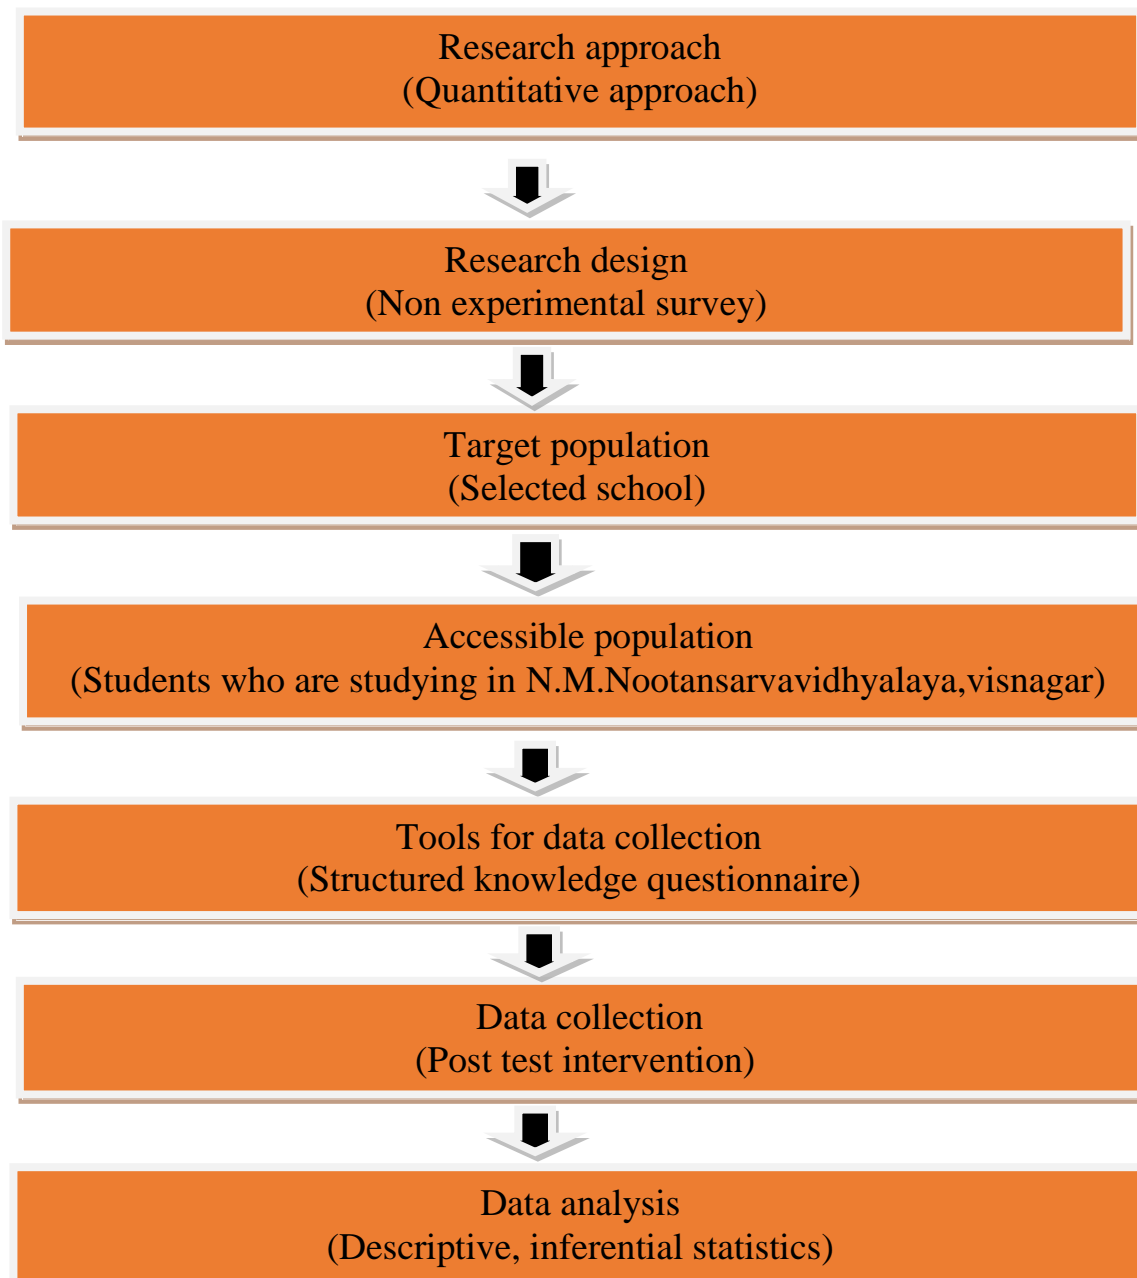 Research approach
(Quantitative approach)
Research design
(Non experimental survey)
Target population
(Selected school)
Accessible population
(Students who are studying in N.M.Nootansarvavidhyalaya,visnagar)
Tools for data collection
(Structured knowledge questionnaire)
Data collection
(Post test intervention)
Data analysis
(Descriptive, inferential statistics)